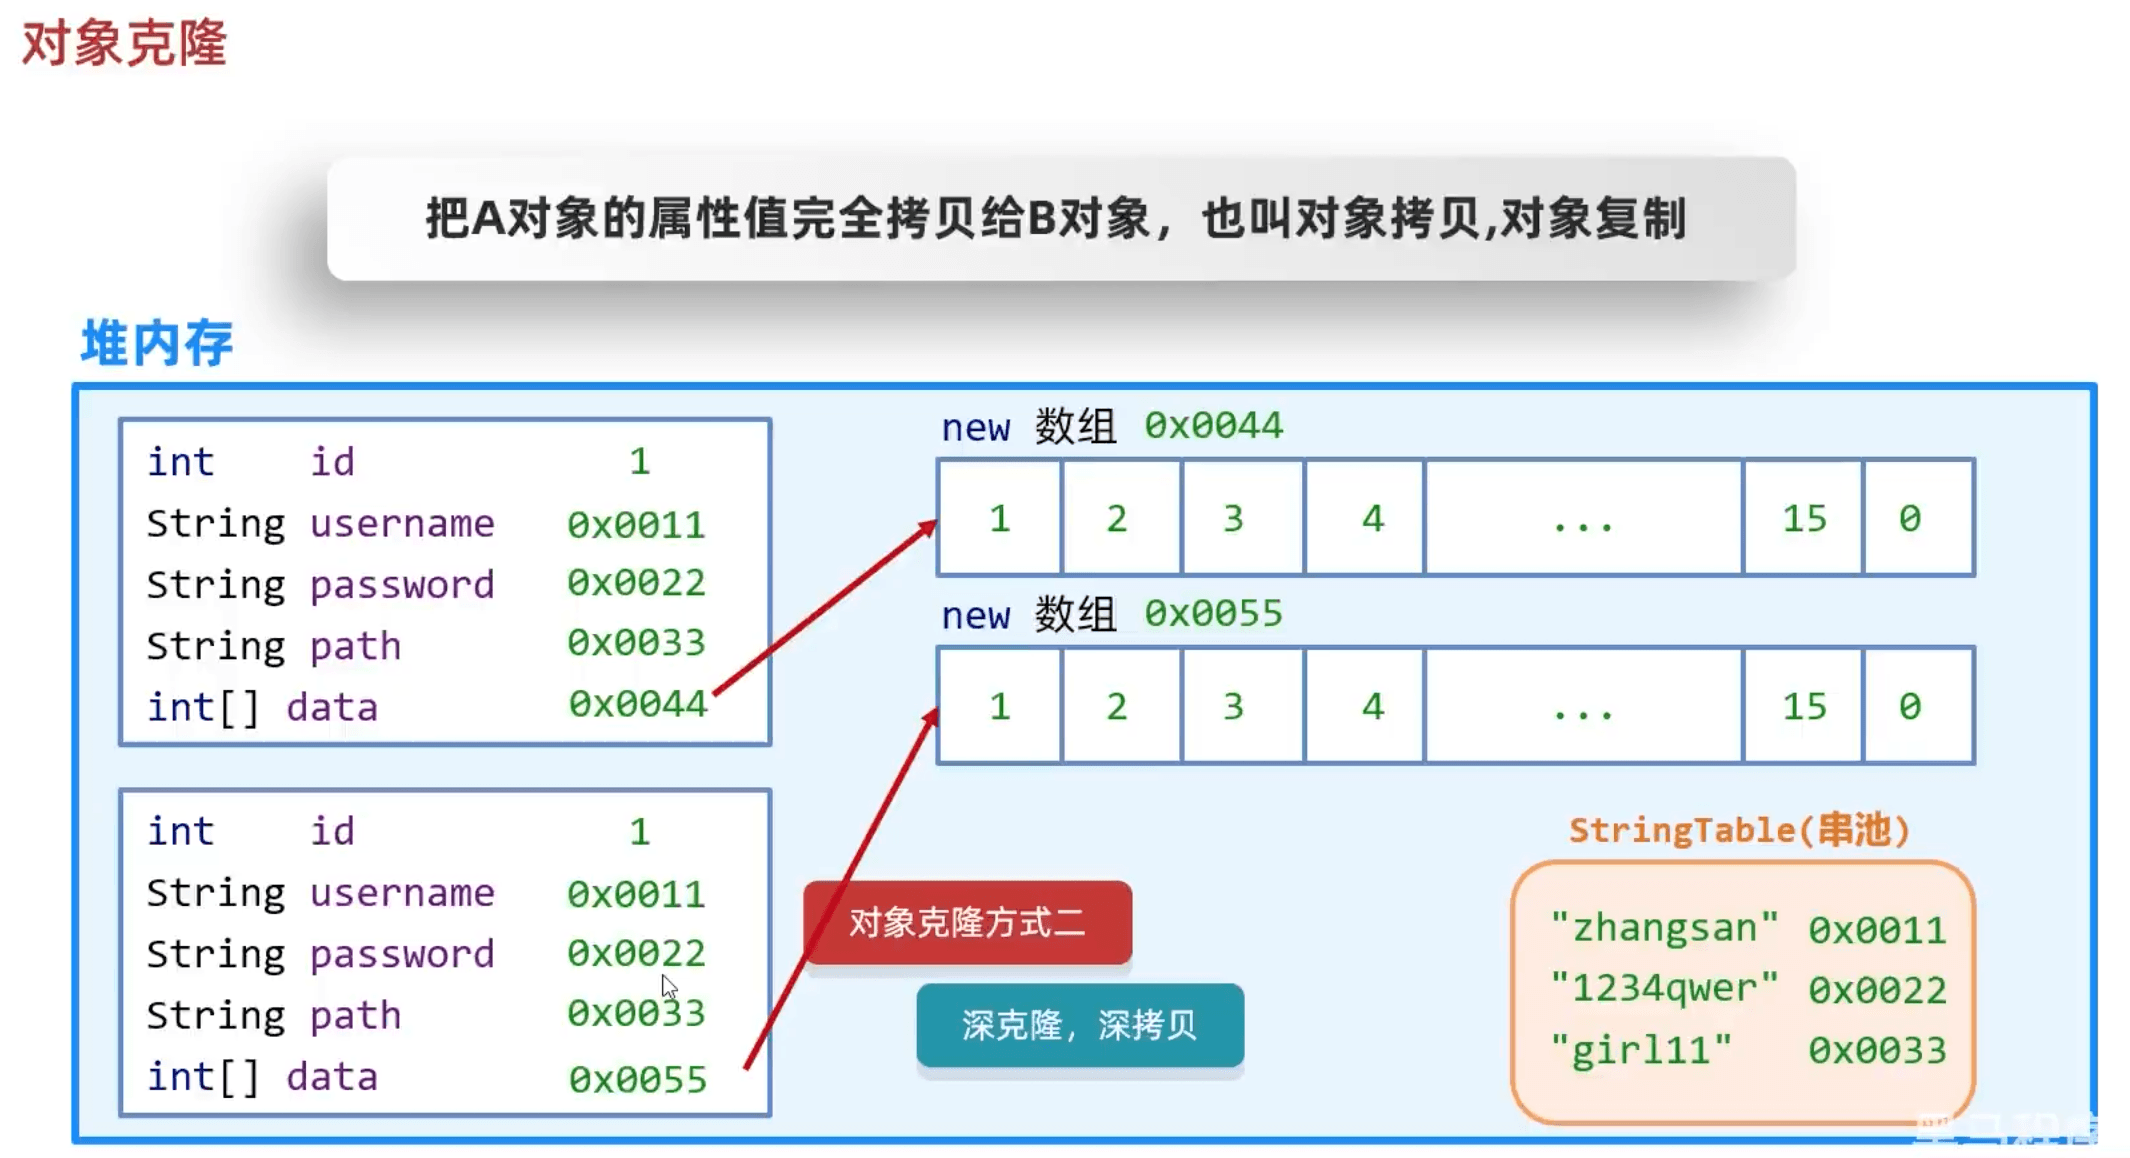 对象克隆
把A对象的属性值完全拷贝给B对象，也叫对象拷贝,对象复制
堆内存
int id 1
String username 0x0011
String password 0x0022
String path 0x0033
int[] data 0x0044
new 数组 0x0044
1 2 3 4 ... 15 0
new 数组 0x0055
1 2 3 4 ... 15 0
int id 1
String username 0x0011
String password 0x0022
String path 0x0033
int[] data 0x0055
对象克隆方式二
深克隆，深拷贝
StringTable(串池)
"zhangsan" 0x0011
"1234qwer" 0x0022
"girl11" 0x0033